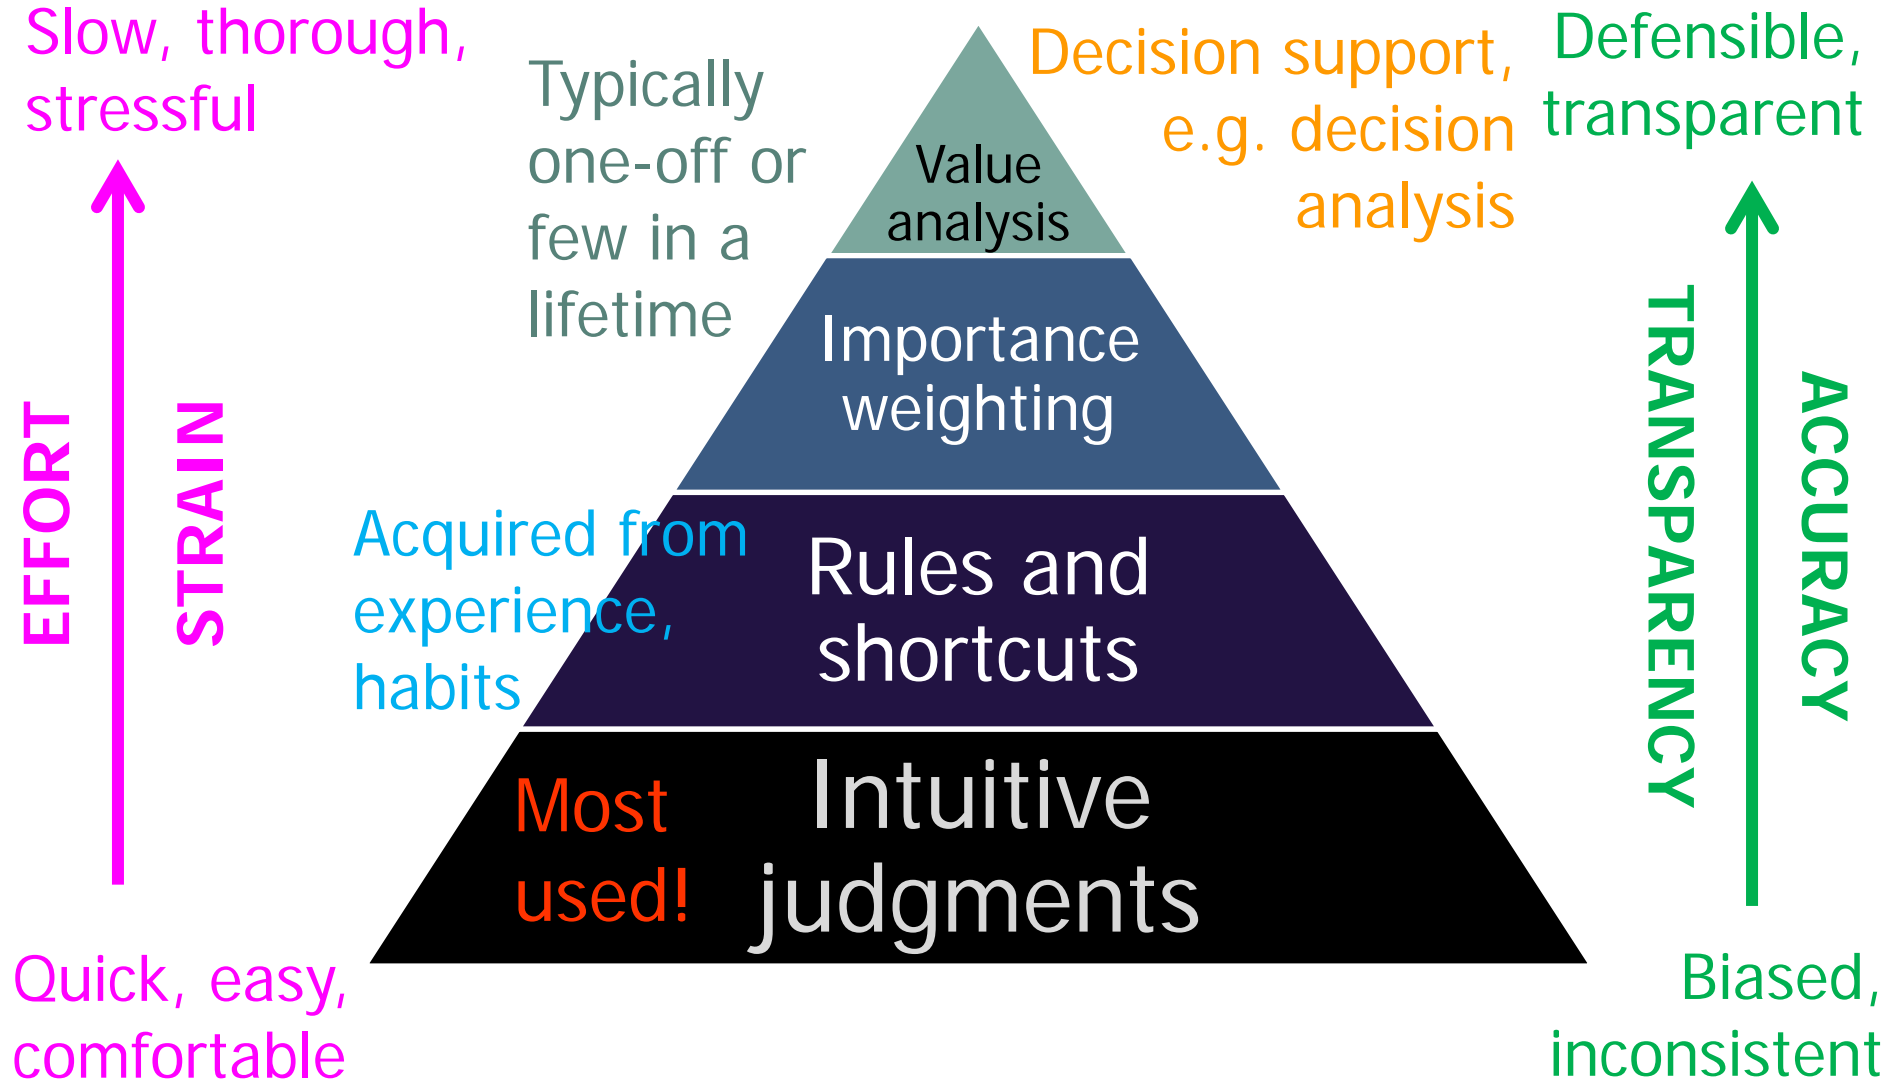 Slow, thorough,
stressful
Typically
one-off or
few in a
lifetime
Decision support,
e.g. decision
analysis
Defensible,
transparent
Value
analysis
Importance
weighting
EFFORT
STRAIN
TRANSPARENCY
ACCURACY
Acquired from
experience,
habits
Rules and
shortcuts
Most
used!
Intuitive
judgments
Quick, easy,
comfortable
Biased,
inconsistent